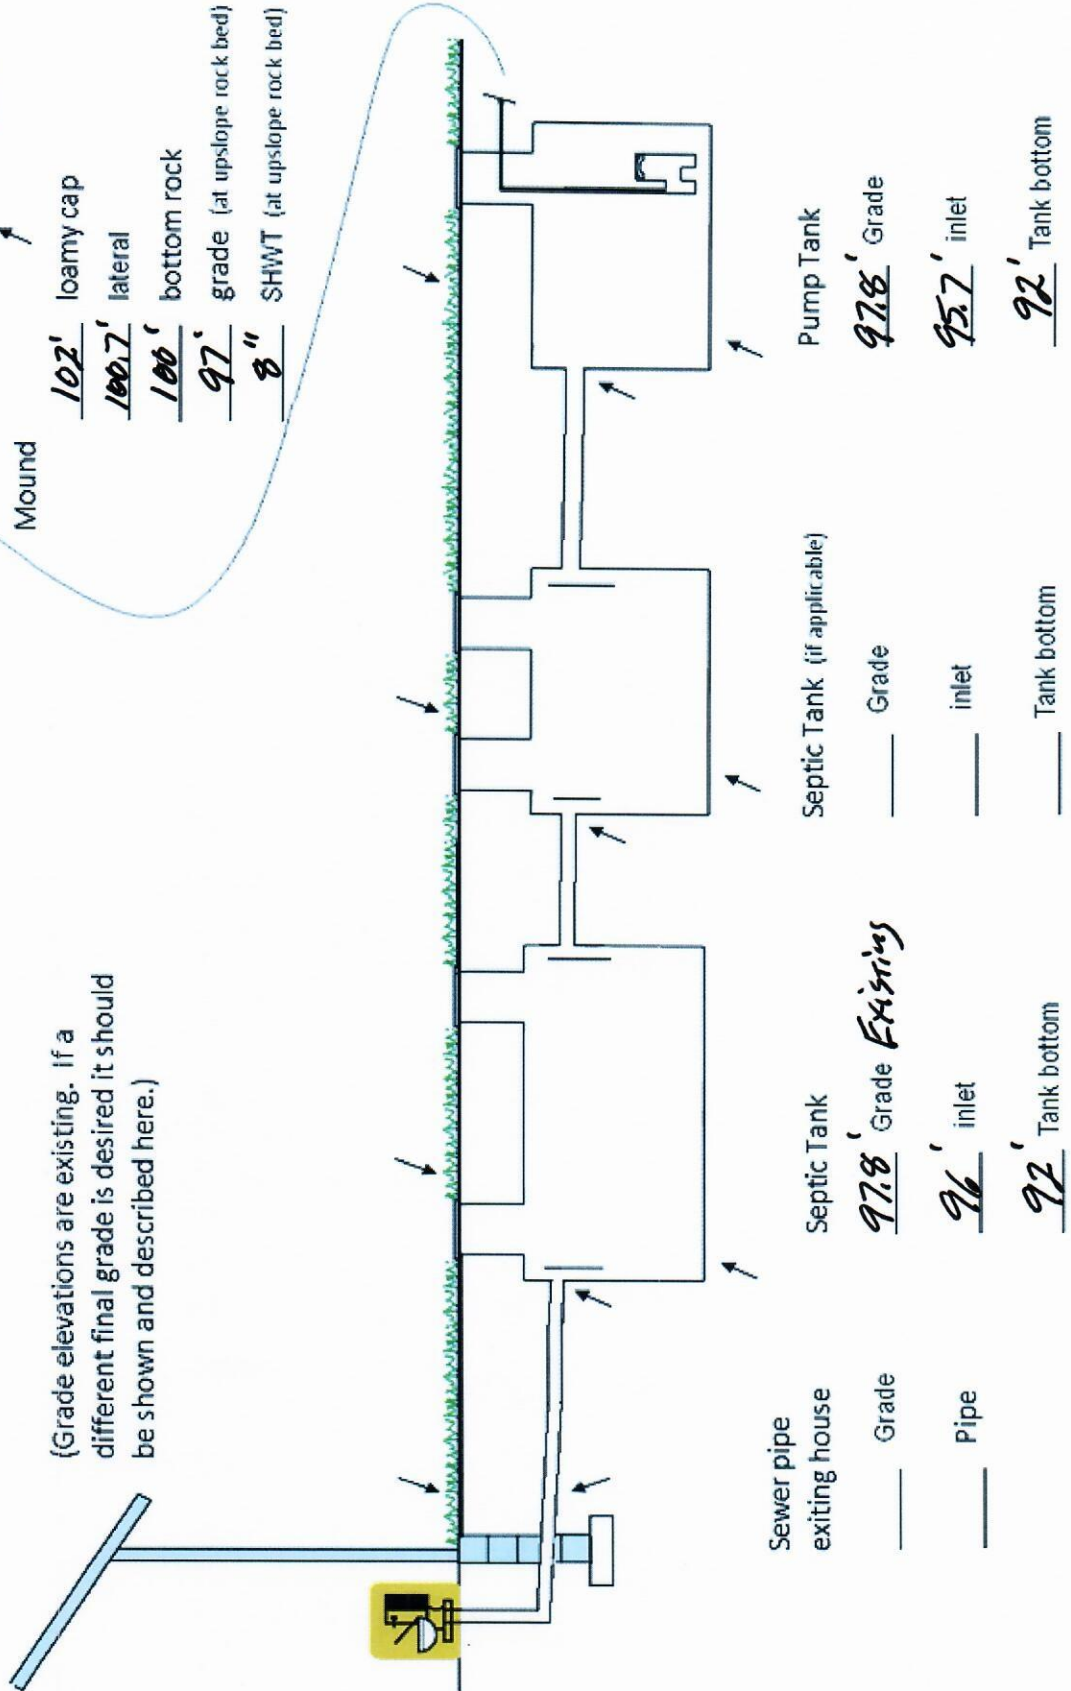 (Grade elevations are existing. If a
different final grade is desired it should
be shown and described here.)
Mound
102' loamy cap
100.7' lateral
100' bottom rock
97' grade (at upslope rock bed)
8" SHWT (at upslope rock bed)
Sewer pipe
exiting house
Grade
Pipe
Septic Tank
97.8' Grade Existing
96' inlet
92' Tank bottom
Septic Tank (if applicable)
Grade
inlet
Tank bottom
Pump Tank
97.8' Grade
95.7' inlet
92' Tank bottom